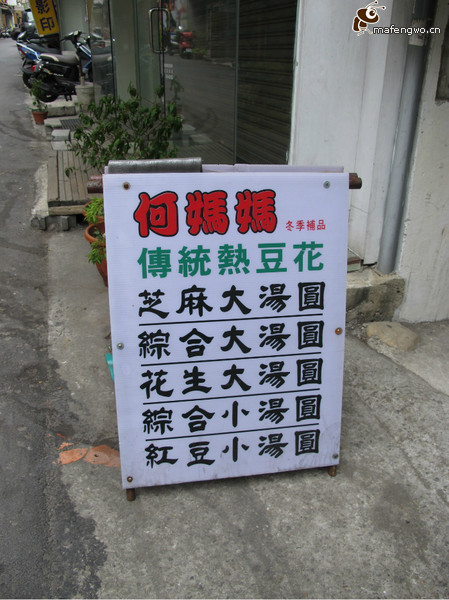 影印
mafengwo.cn
何媽媽 冬季補品
傳統熱豆花
芝麻大湯圓
綜合大湯圓
花生大湯圓
綜合小湯圓
紅豆小湯圓